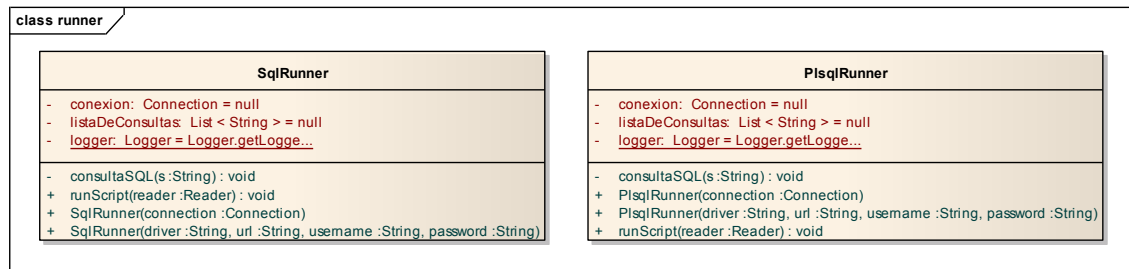 class runner
SqlRunner
- conexion: Connection = null
- listaDeConsultas: List < String > = null
- logger: Logger = Logger.getLogge...
- consultaSQL(s :String) : void
+ runScript(reader :Reader) : void
+ SqlRunner(connection :Connection)
+ SqlRunner(driver :String, url :String, username :String, password :String)
PlsqlRunner
- conexion: Connection = null
- listaDeConsultas: List < String > = null
- logger: Logger = Logger.getLogge...
- consultaSQL(s :String) : void
+ PlsqlRunner(connection :Connection)
+ PlsqlRunner(driver :String, url :String, username :String, password :String)
+ runScript(reader :Reader) : void